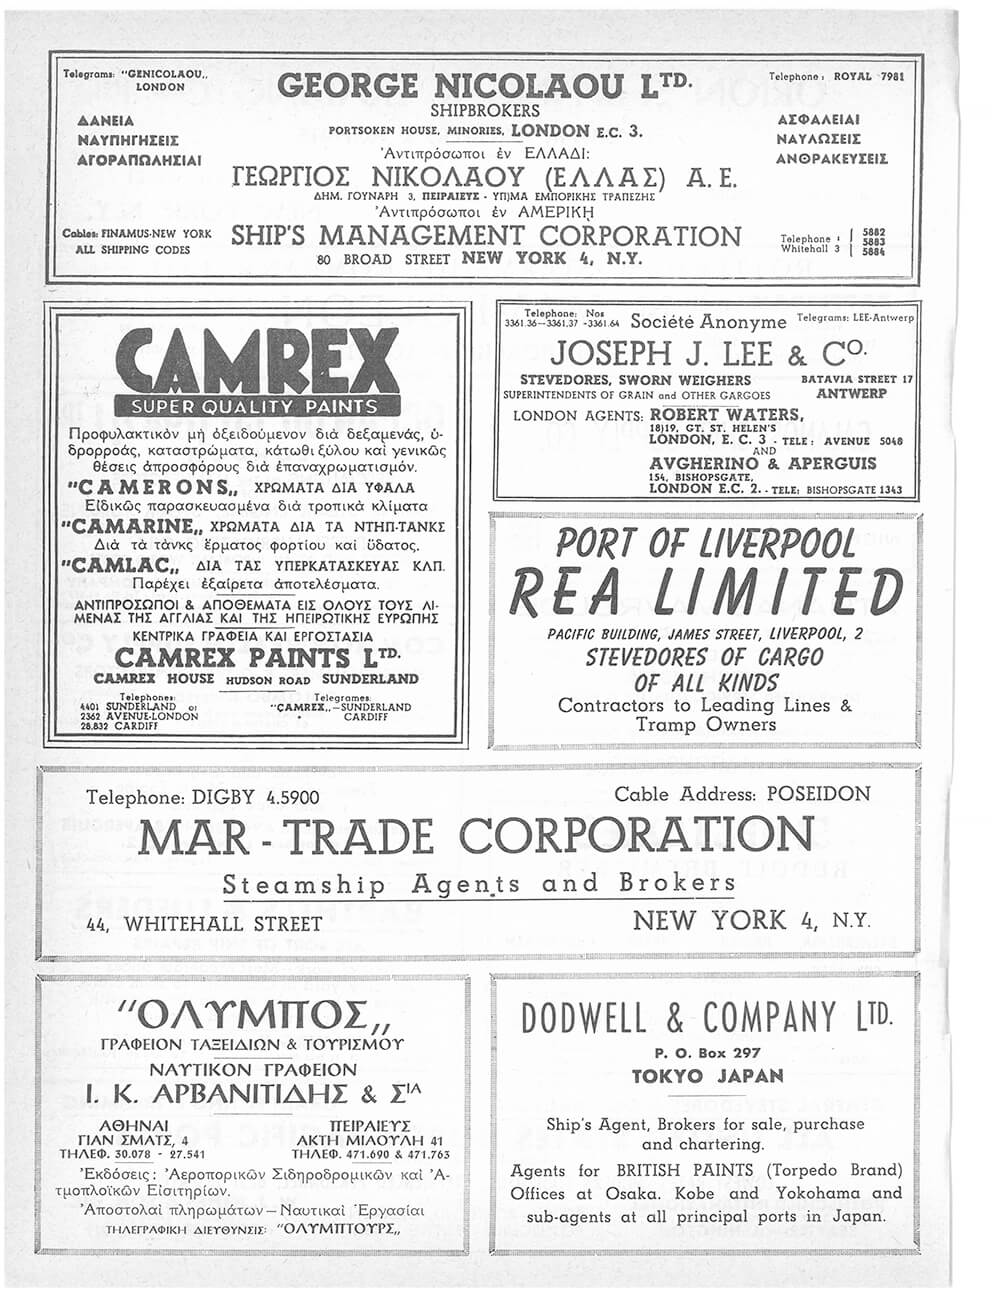 Telegrams: "GENICOLAOU,,
LONDON
GEORGE NICOLAOU LTD.
Telephone: ROYAL 7981
SHIPBROKERS
PORTSOKEN HOUSE, MINORIES, LONDON E.C. 3.
ΔΑΝΕΙΑ
ΝΑΥΠΗΓΗΣΕΙΣ
ΑΓΟΡΑΠΩΛΗΣΙΑΙ
ΑΣΦΑΛΕΙΑΙ
ΝΑΥΛΩΣΕΙΣ
ΑΝΘΡΑΚΕΥΣΕΙΣ
Ἀντιπρόσωποι ἐν ΕΛΛΑΔΙ:
ΓΕΩΡΓΙΟΣ ΝΙΚΟΛΑΟΥ (ΕΛΛΑΣ) Α. Ε.
ΔΗΜ. ΓΟΥΝΑΡΗ 3, ΠΕΙΡΑΙΕΥΣ - ΥΠ)ΜΑ ΕΜΠΟΡΙΚΗΣ ΤΡΑΠΕΖΗΣ
Ἀντιπρόσωποι ἐν ΑΜΕΡΙΚῌ
Cables: FINAMUS-NEW YORK
ALL SHIPPING CODES
SHIP'S MANAGEMENT CORPORATION
80 BROAD STREET NEW YORK 4, N.Y.
Telephone :
Whitehall 3
5882
5883
5884
CAMREX
SUPER QUALITY PAINTS
Προφυλακτικὸν μὴ ὀξειδούμενον διὰ δεξαμενάς, ὑ-
δρορροάς, καταστρώματα, κάτωθι ξύλου καὶ γενικῶς
θέσεις ἀπροσφόρους διὰ ἐπαναχρωματισμόν.
"CAMERONS,, ΧΡΩΜΑΤΑ ΔΙΑ ΥΦΑΛΑ
Εἰδικῶς παρασκευασμένα διὰ τροπικὰ κλίματα
"CAMARINE,, ΧΡΩΜΑΤΑ ΔΙΑ ΤΑ ΝΤΗΠ-ΤΑΝΚΣ
Διὰ τὰ τὰνκς ἕρματος φορτίου καὶ ὕδατος.
"CAMLAC,, ΔΙΑ ΤΑΣ ΥΠΕΡΚΑΤΑΣΚΕΥΑΣ ΚΛΠ.
Παρέχει ἐξαίρετα ἀποτελέσματα.
ΑΝΤΙΠΡΟΣΩΠΟΙ & ΑΠΟΘΕΜΑΤΑ ΕΙΣ ΟΛΟΥΣ ΤΟΥΣ ΛΙ-
ΜΕΝΑΣ ΤΗΣ ΑΓΓΛΙΑΣ ΚΑΙ ΤΗΣ ΗΠΕΙΡΩΤΙΚΗΣ ΕΥΡΩΠΗΣ
ΚΕΝΤΡΙΚΑ ΓΡΑΦΕΙΑ ΚΑΙ ΕΡΓΟΣΤΑΣΙΑ
CAMREX PAINTS LTD.
CAMREX HOUSE HUDSON ROAD SUNDERLAND
Telephones:
4401 SUNDERLAND or
2362 AVENUE-LONDON
28,832 CARDIFF
Telegrames:
"CAMREX,,—SUNDERLAND
CARDIFF
Telephone: Nos
3361.36—3361.37 -3361.64
Société Anonyme
Telegrams: LEE-Antwerp
JOSEPH J. LEE & CO.
STEVEDORES, SWORN WEIGHERS
SUPERINTENDENTS OF GRAIN and OTHER GARGOES
BATAVIA STREET 17
ANTWERP
LONDON AGENTS: ROBERT WATERS,
18)19, GT. ST. HELEN'S
LONDON, E. C. 3 - TELE: AVENUE 5048
AND
AVGHERINO & APERGUIS
154, BISHOPSGATE,
LONDON E.C. 2. - TELE: BISHOPSGATE 1343
PORT OF LIVERPOOL
REA LIMITED
PACIFIC BUILDING, JAMES STREET, LIVERPOOL, 2
STEVEDORES OF CARGO
OF ALL KINDS
Contractors to Leading Lines &
Tramp Owners
Telephone: DIGBY 4.5900
Cable Address: POSEIDON
MAR - TRADE CORPORATION
Steamship Agents and Brokers
44, WHITEHALL STREET
NEW YORK 4, N.Y.
"ΟΛΥΜΠΟΣ,,
ΓΡΑΦΕΙΟΝ ΤΑΞΕΙΔΙΩΝ & ΤΟΥΡΙΣΜΟΥ
ΝΑΥΤΙΚΟΝ ΓΡΑΦΕΙΟΝ
Ι. Κ. ΑΡΒΑΝΙΤΙΔΗΣ & ΣΙΑ
ΑΘΗΝΑΙ
ΓΙΑΝ ΣΜΑΤΣ, 4
ΤΗΛΕΦ. 30.078 - 27.541
ΠΕΙΡΑΙΕΥΣ
ΑΚΤΗ ΜΙΑΟΥΛΗ 41
ΤΗΛΕΦ. 471.690 & 471.763
Ἐκδόσεις: Ἀεροπορικῶν Σιδηροδρομικῶν καὶ Ἀ-
τμοπλοϊκῶν Εἰσιτηρίων.
Ἀποστολαὶ πληρωμάτων—Ναυτικαὶ Ἐργασίαι
ΤΗΛΕΓΡΑΦΙΚΗ ΔΙΕΥΘΥΝΣΙΣ: "ΟΛΥΜΠΤΟΥΡΣ,,
DODWELL & COMPANY LTD.
P. O. Box 297
TOKYO JAPAN
Ship's Agent, Brokers for sale, purchase
and chartering.
Agents for BRITISH PAINTS (Torpedo Brand)
Offices at Osaka. Kobe and Yokohama and
sub-agents at all principal ports in Japan.